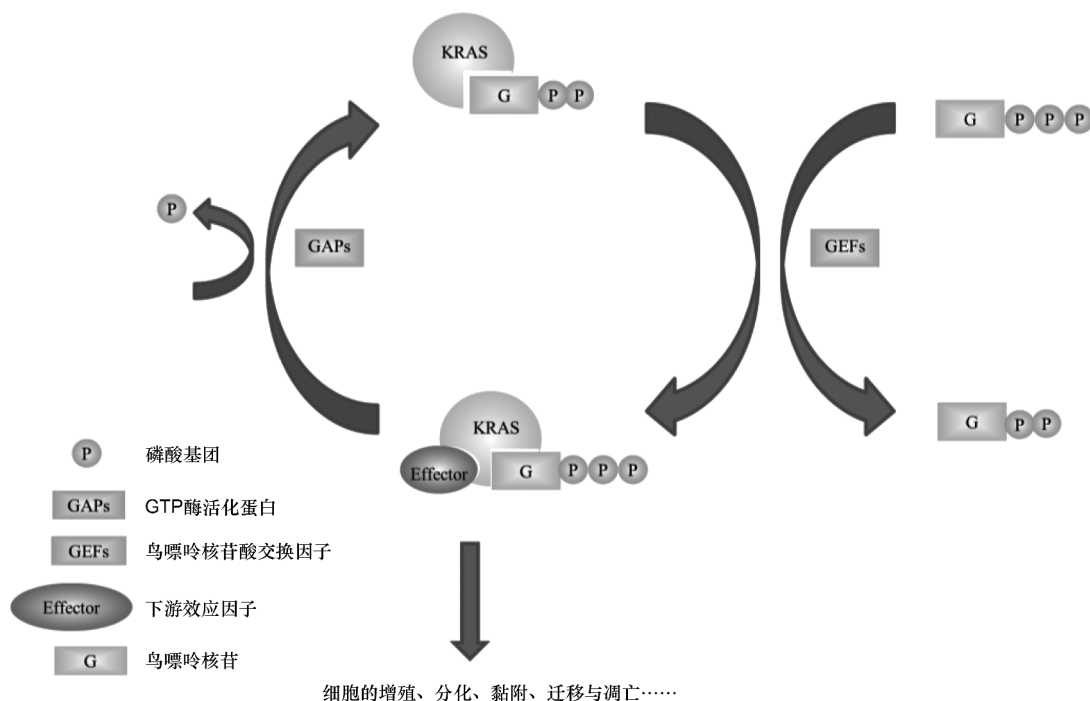 KRAS
G P P
G P P P
P
GAPs
GEFs
KRAS
Effector G P P P
G P P
P 磷酸基团
GAPs GTP酶活化蛋白
GEFs 鸟嘌呤核苷酸交换因子
Effector 下游效应因子
G 鸟嘌呤核苷
细胞的增殖、分化、黏附、迁移与凋亡……